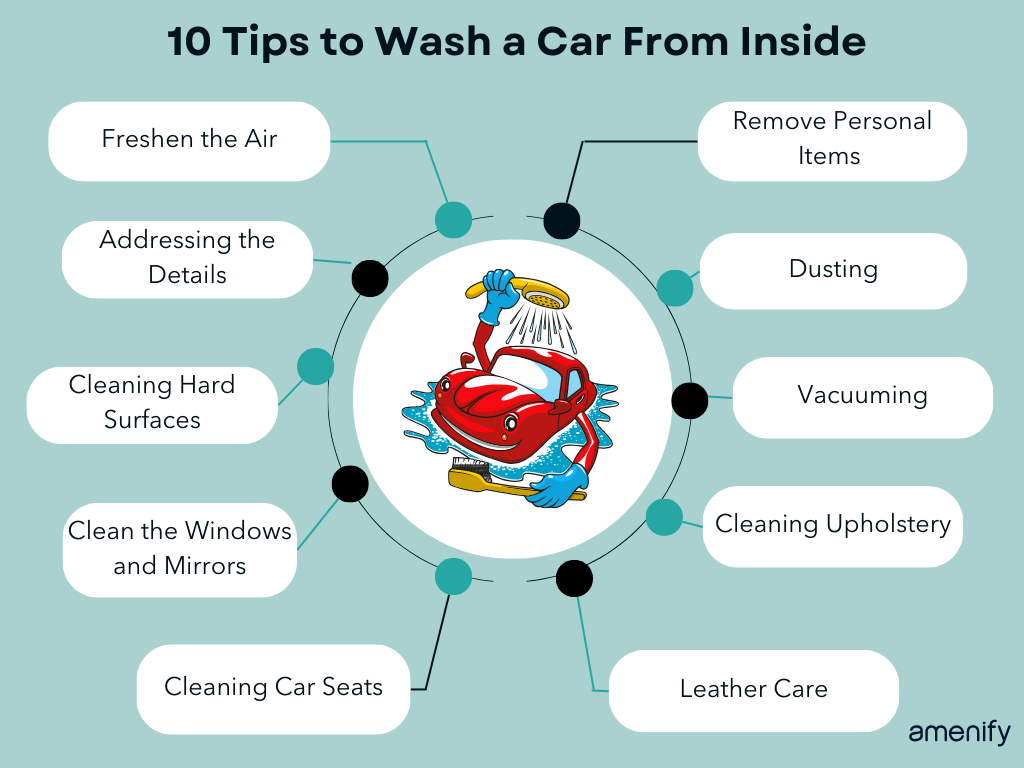 10 Tips to Wash a Car From Inside
Freshen the Air
Remove Personal
Items
Addressing the
Details
Dusting
Cleaning Hard
Surfaces
Vacuuming
Clean the Windows
and Mirrors
Cleaning Upholstery
Cleaning Car Seats
Leather Care
amenify